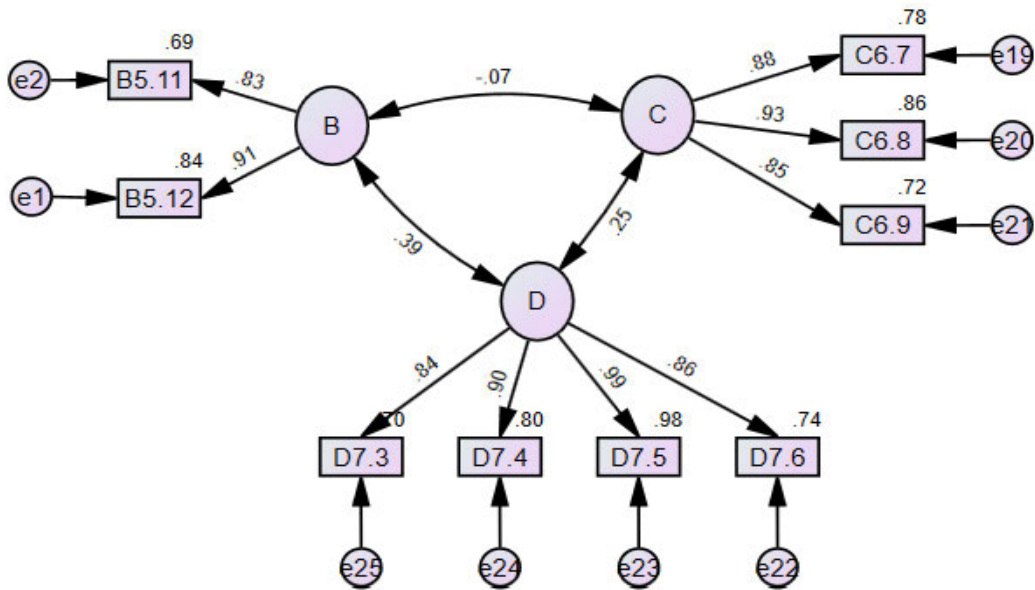 .69
.78
e2
B5.11
.83
-.07
.88
C6.7
e19
B
C
.86
.84
.91
.93
C6.8
e20
e1
B5.12
.85
.72
.39
.25
C6.9
e21
D
.84
.90
.99
.86
.70
.80
.98
.74
D7.3
D7.4
D7.5
D7.6
e25
e24
e23
e22